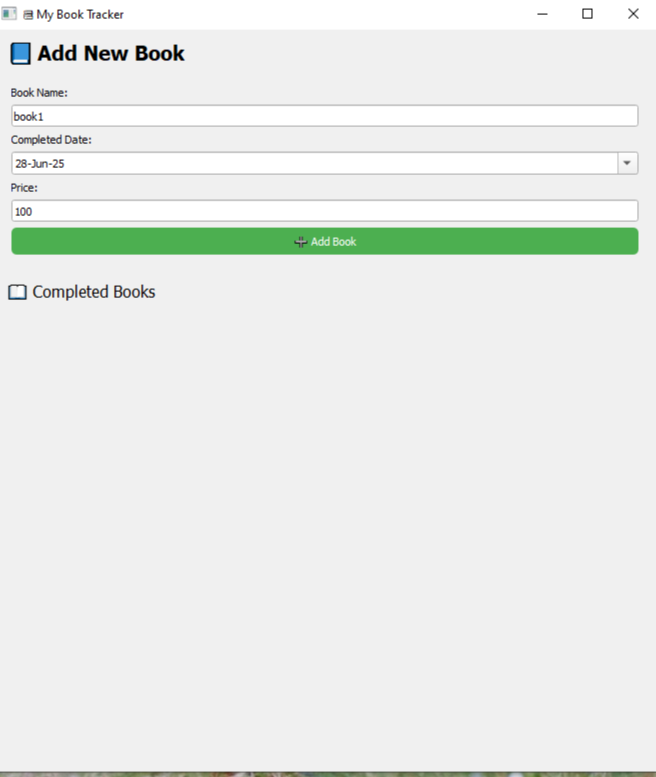 My Book Tracker
Add New Book
Book Name:
book1
Completed Date:
28-Jun-25
Price:
100
Add Book
Completed Books